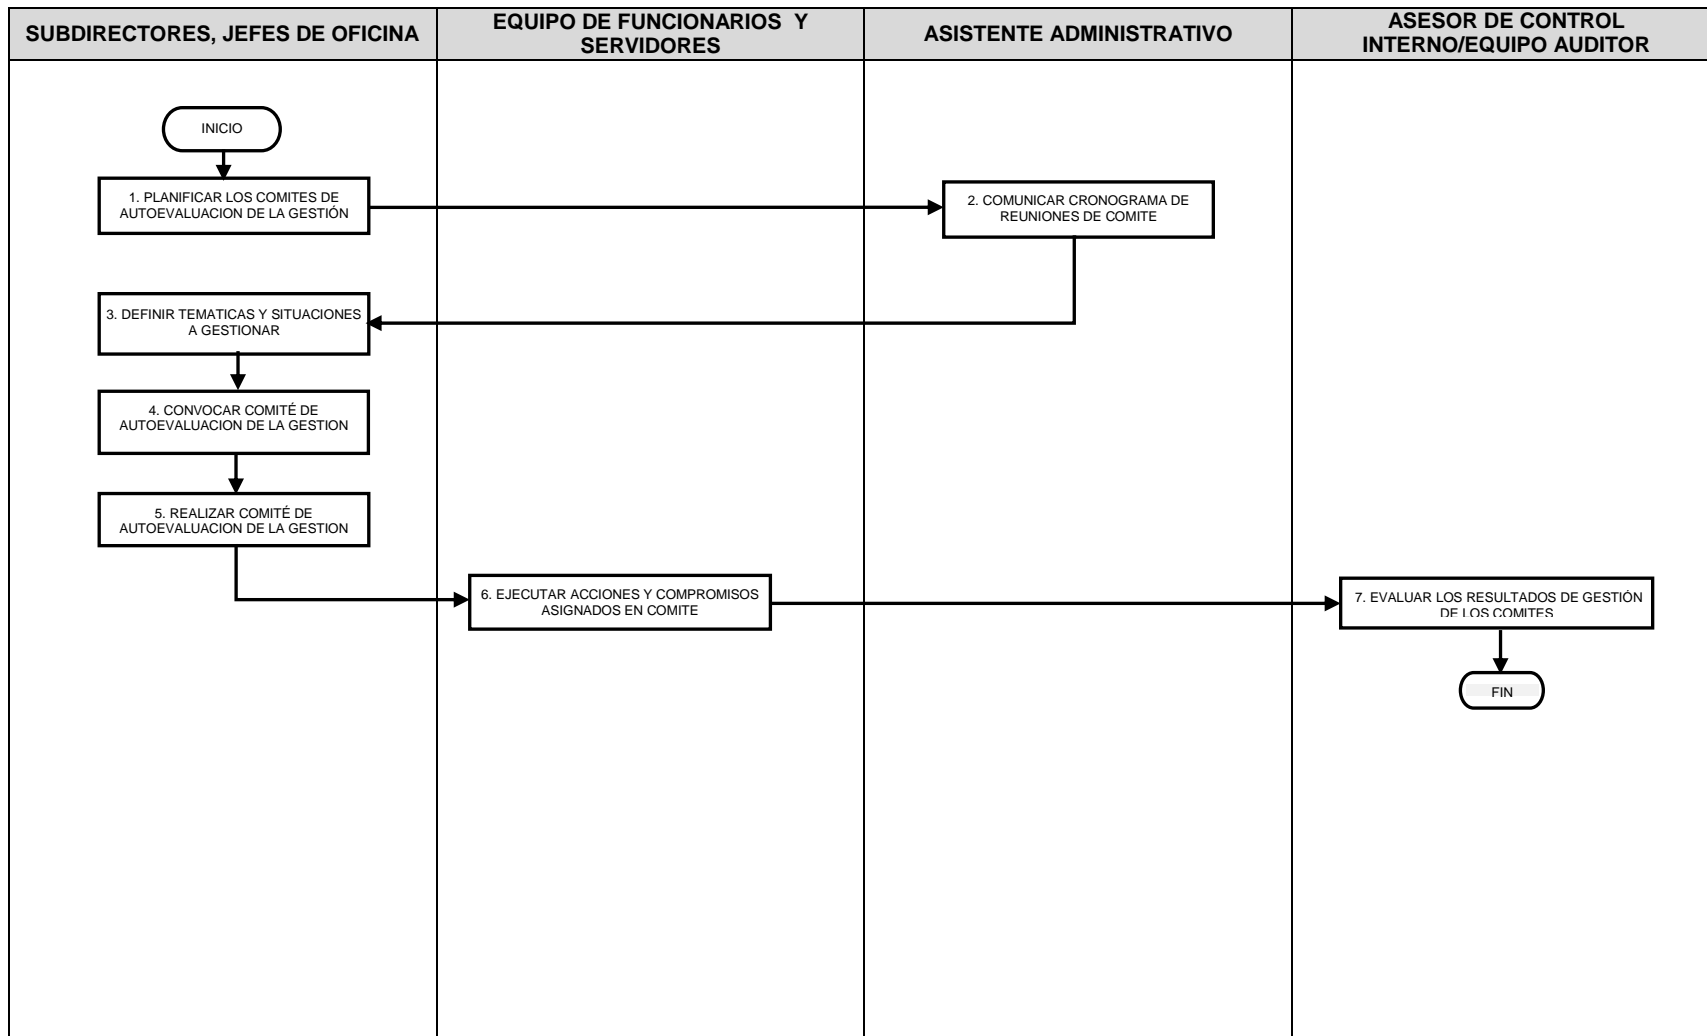 SUBDIRECTORES, JEFES DE OFICINA
EQUIPO DE FUNCIONARIOS Y
SERVIDORES
ASISTENTE ADMINISTRATIVO
ASESOR DE CONTROL
INTERNO/EQUIPO AUDITOR
INICIO
1. PLANIFICAR LOS COMITES DE
AUTOEVALUACION DE LA GESTIÓN
2. COMUNICAR CRONOGRAMA DE
REUNIONES DE COMITE
3. DEFINIR TEMATICAS Y SITUACIONES
A GESTIONAR
4. CONVOCAR COMITÉ DE
AUTOEVALUACION DE LA GESTION
5. REALIZAR COMITÉ DE
AUTOEVALUACION DE LA GESTION
6. EJECUTAR ACCIONES Y COMPROMISOS
ASIGNADOS EN COMITE
7. EVALUAR LOS RESULTADOS DE GESTIÓN
DE LOS COMITES
FIN